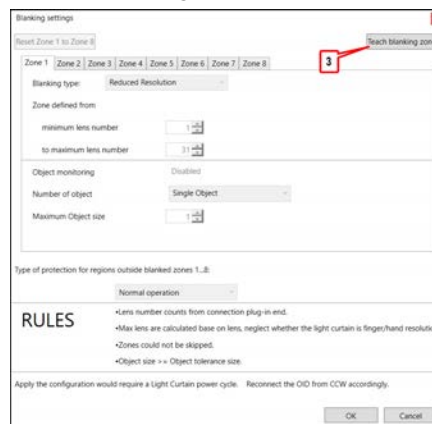 Blanking settings
Reset Zone 1 to Zone 8
Teach blanking zon
3
Zone 1 Zone 2 Zone 3 Zone 4 Zone 5 Zone 6 Zone 7 Zone 8
Blanking type: Reduced Resolution
Zone defined from
minimum lens number 1
to maximum lens number 31
Object monitoring Disabled
Number of object Single Object
Maximum Object size 1
Type of protection for regions outside blanked zones 1..8:
Normal operation
RULES
•Lens number counts from connection plug-in end.
•Max lens are calculated base on lens, neglect whether the light curtain is finger/hand resolutio
•Zones could not be skipped.
•Object size >= Object tolerance size.
Apply the configuration would require a Light Curtain power cycle. Reconnect the OID from CCW accordingly.
OK Cancel